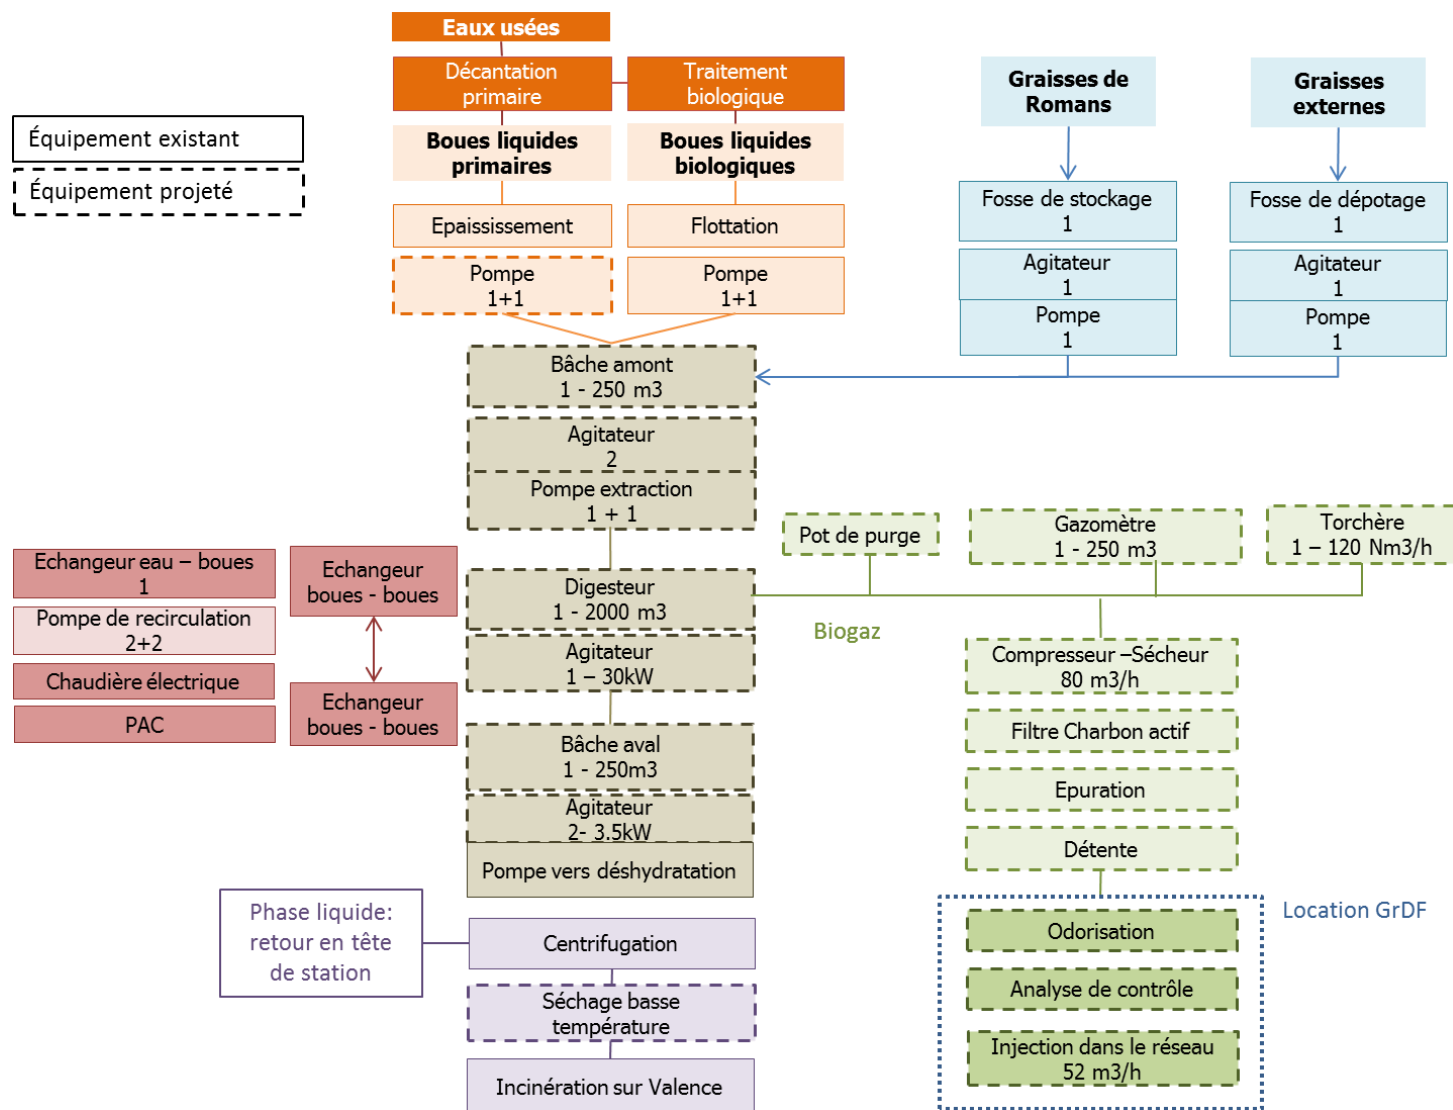 Eaux usées
Décantation
primaire
Traitement
biologique
Boues liquides
primaires
Boues liquides
biologiques
Epaississement
Flottation
Pompe
1+1
Pompe
1+1
Graisses de
Romans
Graisses
externes
Fosse de stockage
1
Fosse de dépotage
1
Agitateur
1
Agitateur
1
Pompe
1
Pompe
1
Équipement existant
Équipement projeté
Bâche amont
1 - 250 m3
Agitateur
2
Pompe extraction
1 + 1
Pot de purge
Gazomètre
1 - 250 m3
Torchère
1 – 120 Nm3/h
Echangeur eau – boues
1
Pompe de recirculation
2+2
Chaudière électrique
PAC
Echangeur
boues - boues
Echangeur
boues - boues
Digesteur
1 - 2000 m3
Agitateur
1 – 30kW
Biogaz
Bâche aval
1 - 250m3
Agitateur
2- 3.5kW
Pompe vers déshydratation
Compresseur –Sécheur
80 m3/h
Filtre Charbon actif
Epuration
Détente
Location GrDF
Odorisation
Analyse de contrôle
Injection dans le réseau
52 m3/h
Phase liquide:
retour en tête
de station
Centrifugation
Séchage basse
température
Incinération sur Valence